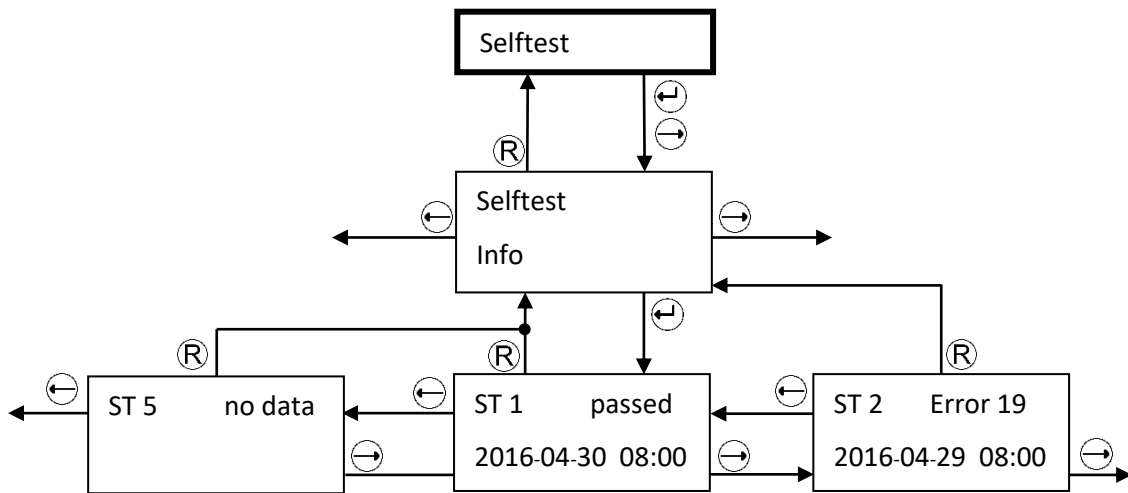 Selftest
R
Selftest
Info
R
R
R
ST 5 no data
ST 1 passed
2016-04-30 08:00
ST 2 Error 19
2016-04-29 08:00